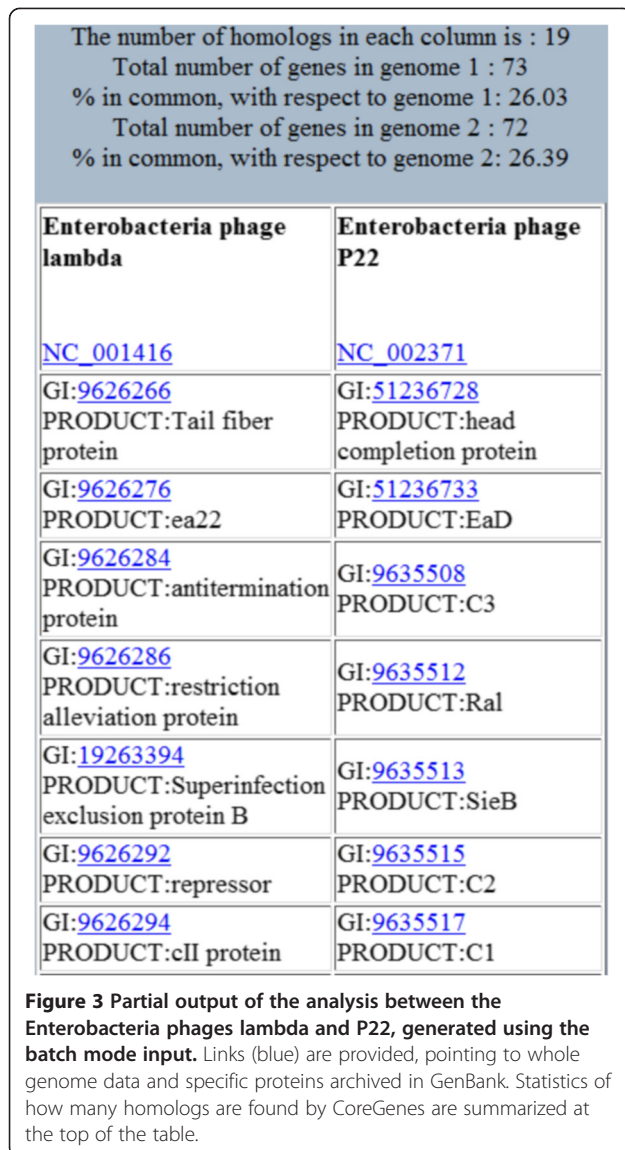 The number of homologs in each column is : 19
Total number of genes in genome 1 : 73
% in common, with respect to genome 1: 26.03
Total number of genes in genome 2 : 72
% in common, with respect to genome 2: 26.39
Enterobacteria phage
lambda
NC_001416
Enterobacteria phage
P22
NC_002371
GI:9626266
PRODUCT:Tail fiber
protein
GI:51236728
PRODUCT:head
completion protein
GI:9626276
PRODUCT:ea22
GI:51236733
PRODUCT:EaD
GI:9626284
PRODUCT:antitermination
protein
GI:9635508
PRODUCT:C3
GI:9626286
PRODUCT:restriction
alleviation protein
GI:9635512
PRODUCT:Ral
GI:19263394
PRODUCT:Superinfection
exclusion protein B
GI:9635513
PRODUCT:SieB
GI:9626292
PRODUCT:repressor
GI:9635515
PRODUCT:C2
GI:9626294
PRODUCT:cII protein
GI:9635517
PRODUCT:C1
Figure 3 Partial output of the analysis between the
Enterobacteria phages lambda and P22, generated using the
batch mode input. Links (blue) are provided, pointing to whole
genome data and specific proteins archived in GenBank. Statistics of
how many homologs are found by CoreGenes are summarized at
the top of the table.